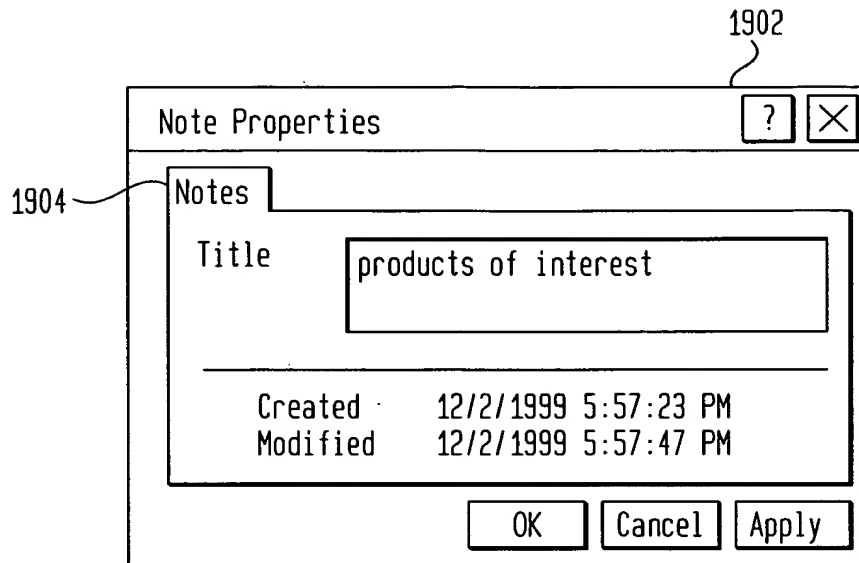 1902
Note Properties ? X
1904
Notes
Title products of interest
Created 12/2/1999 5:57:23 PM
Modified 12/2/1999 5:57:47 PM
OK Cancel Apply